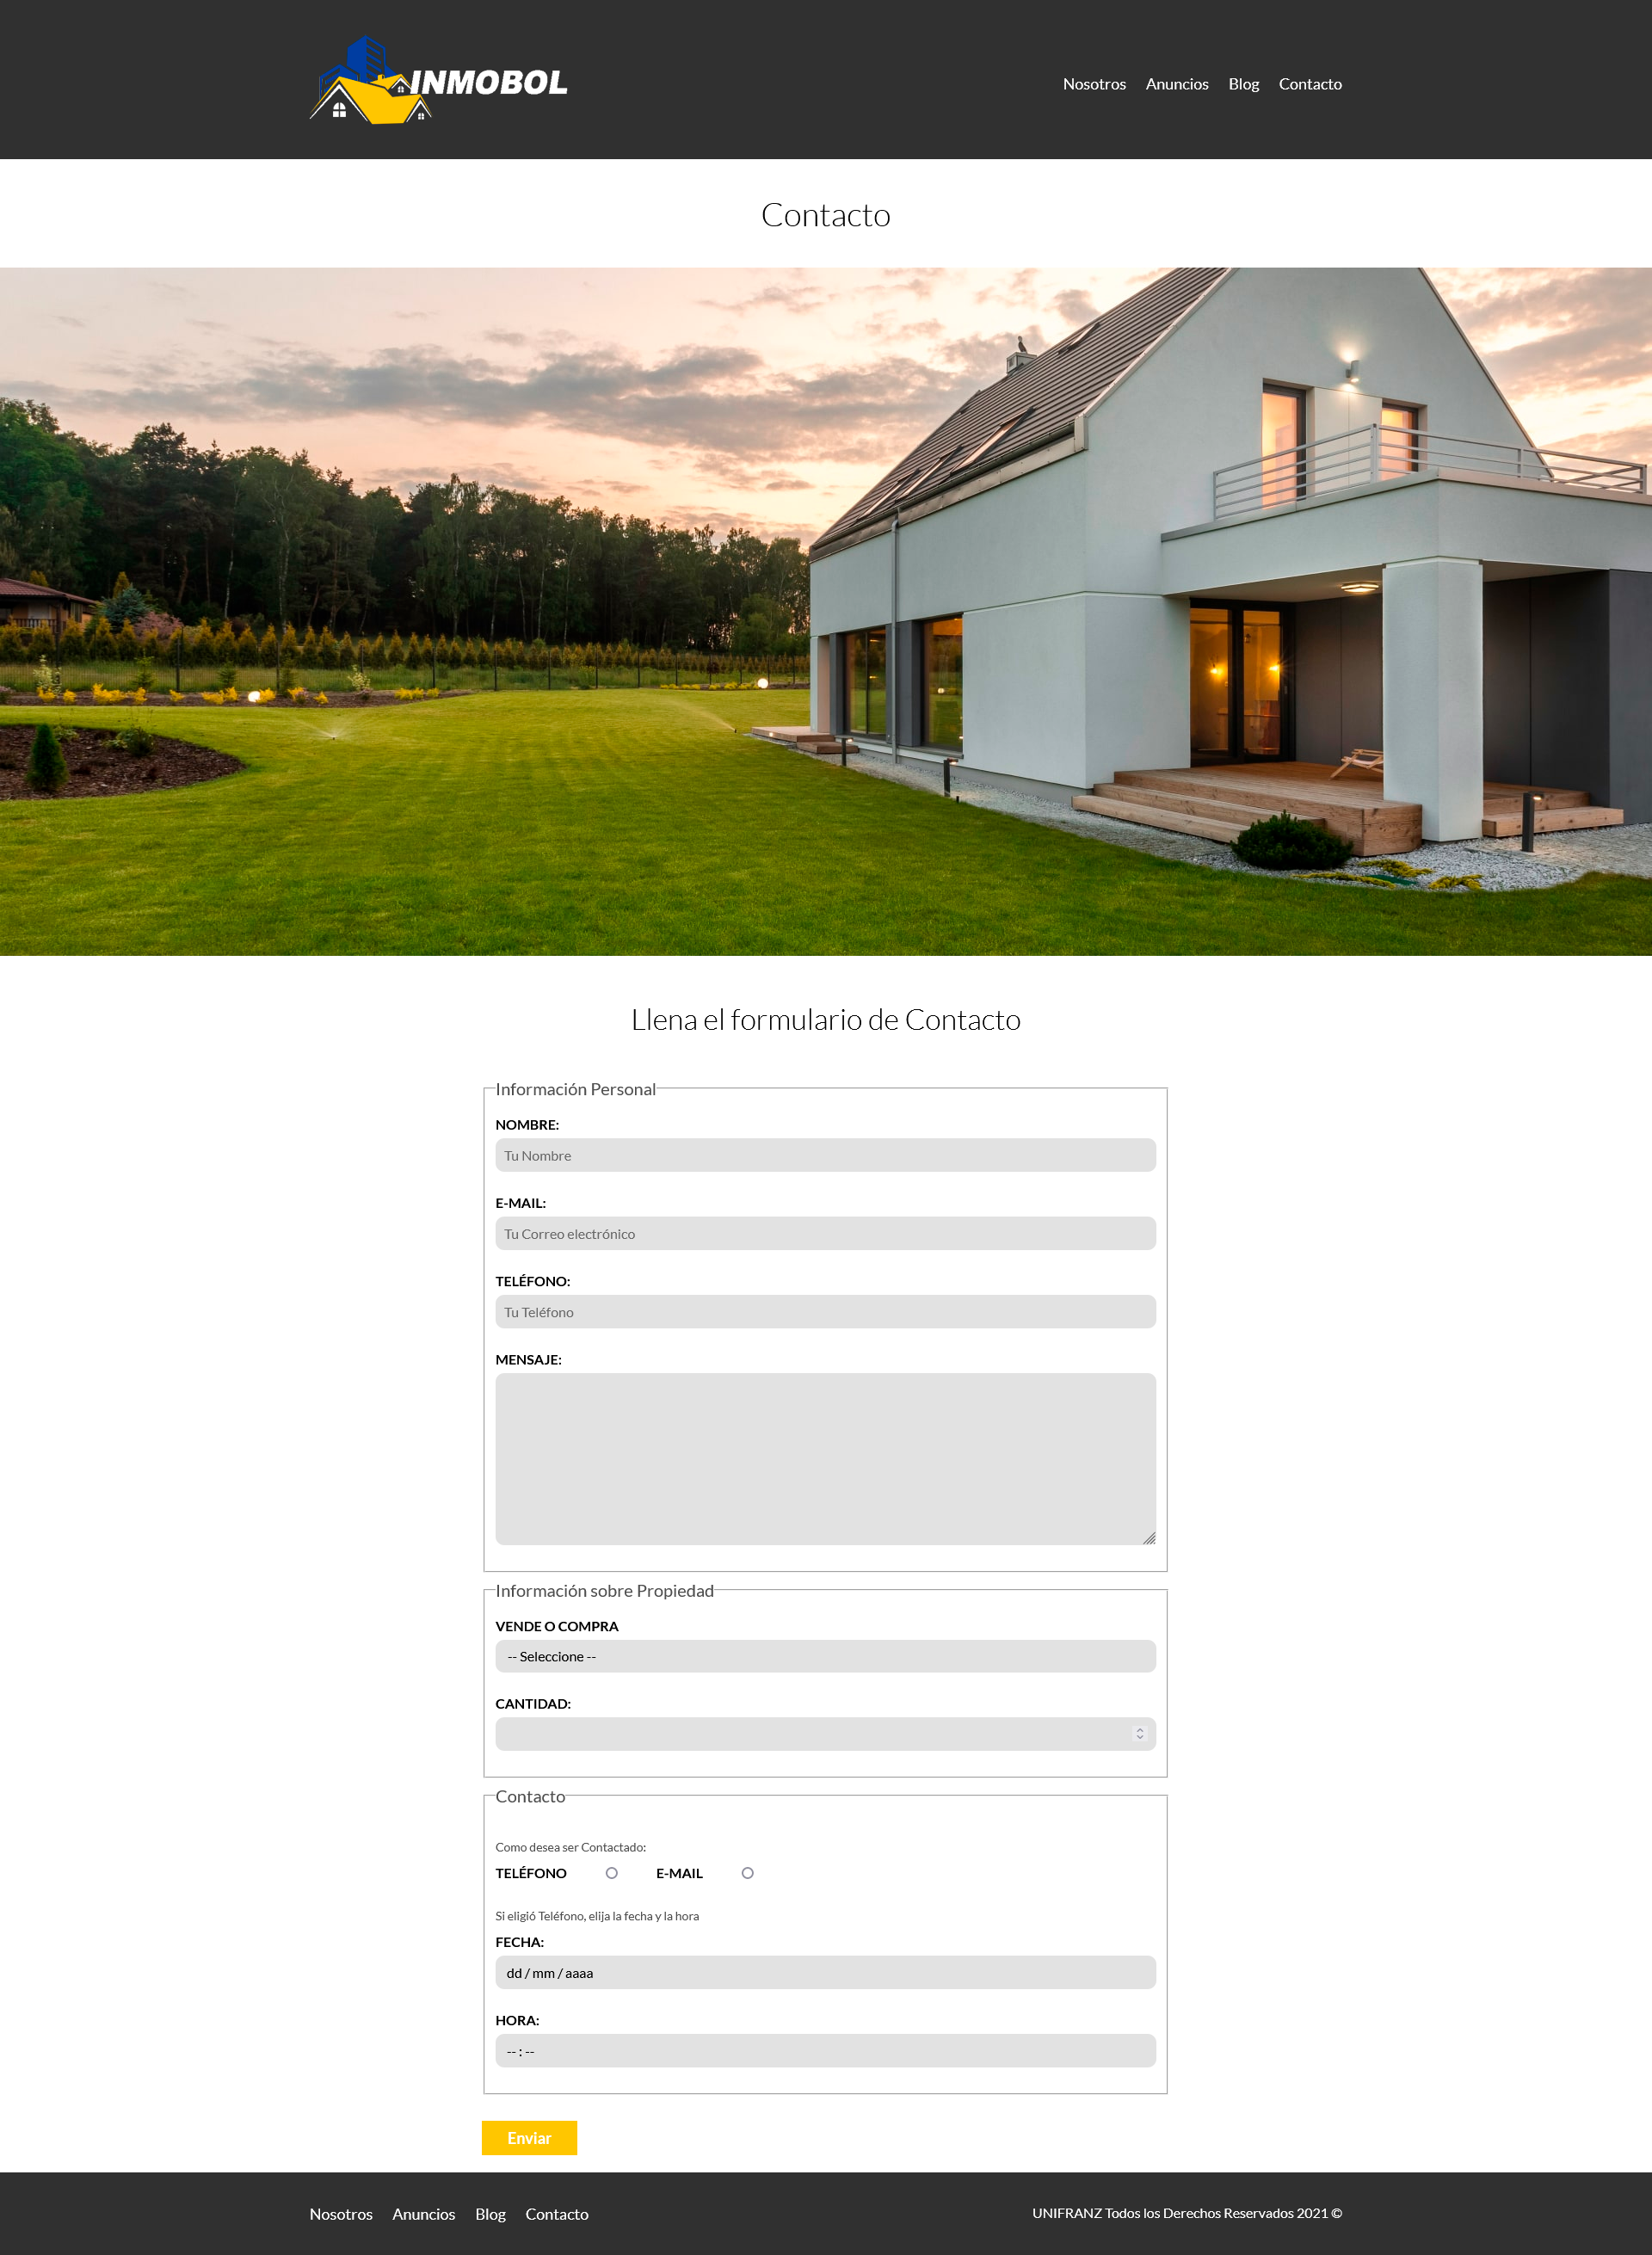 INMOBOL
Nosotros Anuncios Blog Contacto
Contacto
Llena el formulario de Contacto
Información Personal
NOMBRE:
Tu Nombre
E-MAIL:
Tu Correo electrónico
TELÉFONO:
Tu Teléfono
MENSAJE:
Información sobre Propiedad
VENDE O COMPRA
-- Seleccione --
CANTIDAD:
Contacto
Como desea ser Contactado:
TELÉFONO E-MAIL
Si eligió Teléfono, elija la fecha y la hora
FECHA:
dd / mm / aaaa
HORA:
-- : --
Enviar
Nosotros Anuncios Blog Contacto
UNIFRANZ Todos los Derechos Reservados 2021 ©